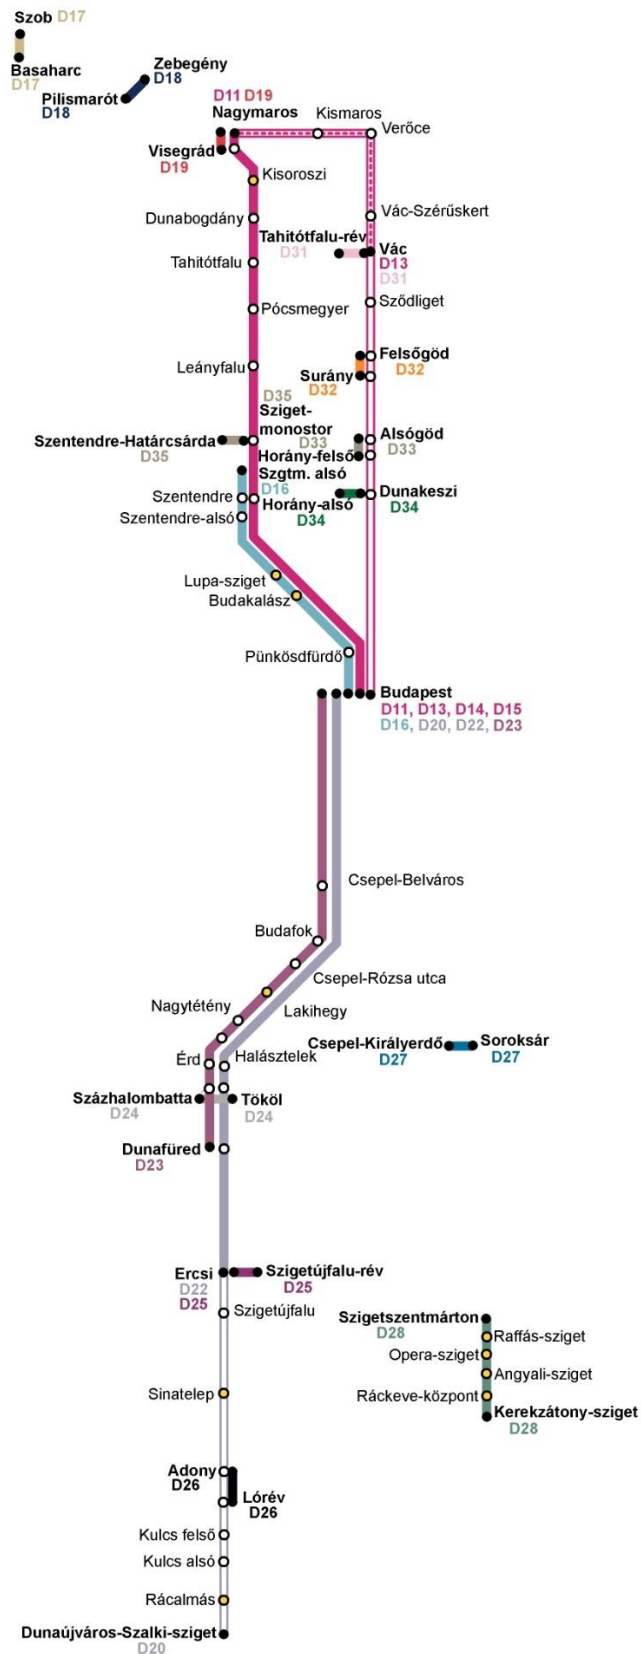 Szob D17
Basaharc
D17
Zebegény
D18
Pilismarót
D18
D11 D19
Nagymaros
Kismaros
Verőce
Visegrád
D19
Kisoroszi
Dunabogdány
Vác-Szérűskert
Tahitótfalu-rév
D31
Vác
D13
D31
Tahitótfalu
Sződliget
Pócsmegyer
Felsőgöd
D32
Leányfalu
Surány
D32
D35
Sziget-
monostor
Szentendre-Határcsárda
D35
D33
Alsógöd
D33
Horány-felső
Szgtm. alsó
D16
Szentendre
Horány-alsó
D34
Dunakeszi
D34
Szentendre-alsó
Lupa-sziget
Budakalász
Pünkösdfürdő
Budapest
D11, D13, D14, D15
D16, D20, D22, D23
Csepel-Belváros
Budafok
Csepel-Rózsa utca
Nagytétény
Lakihegy
Csepel-Királyerdő
D27
Soroksár
D27
Érd
Halásztelek
Százhalombatta
D24
Tököl
D24
Dunafüred
D23
Ercsi
D22
D25
Szigetújfalu-rév
D25
Szigetújfalu
Szigetszentmárton
D28
Raffás-sziget
Opera-sziget
Angyali-sziget
Ráckeve-központ
Kerekzátony-sziget
D28
Sinatelep
Adony
D26
Lórév
D26
Kulcs felső
Kulcs alsó
Rácalmás
Dunaújváros-Szalki-sziget
D20